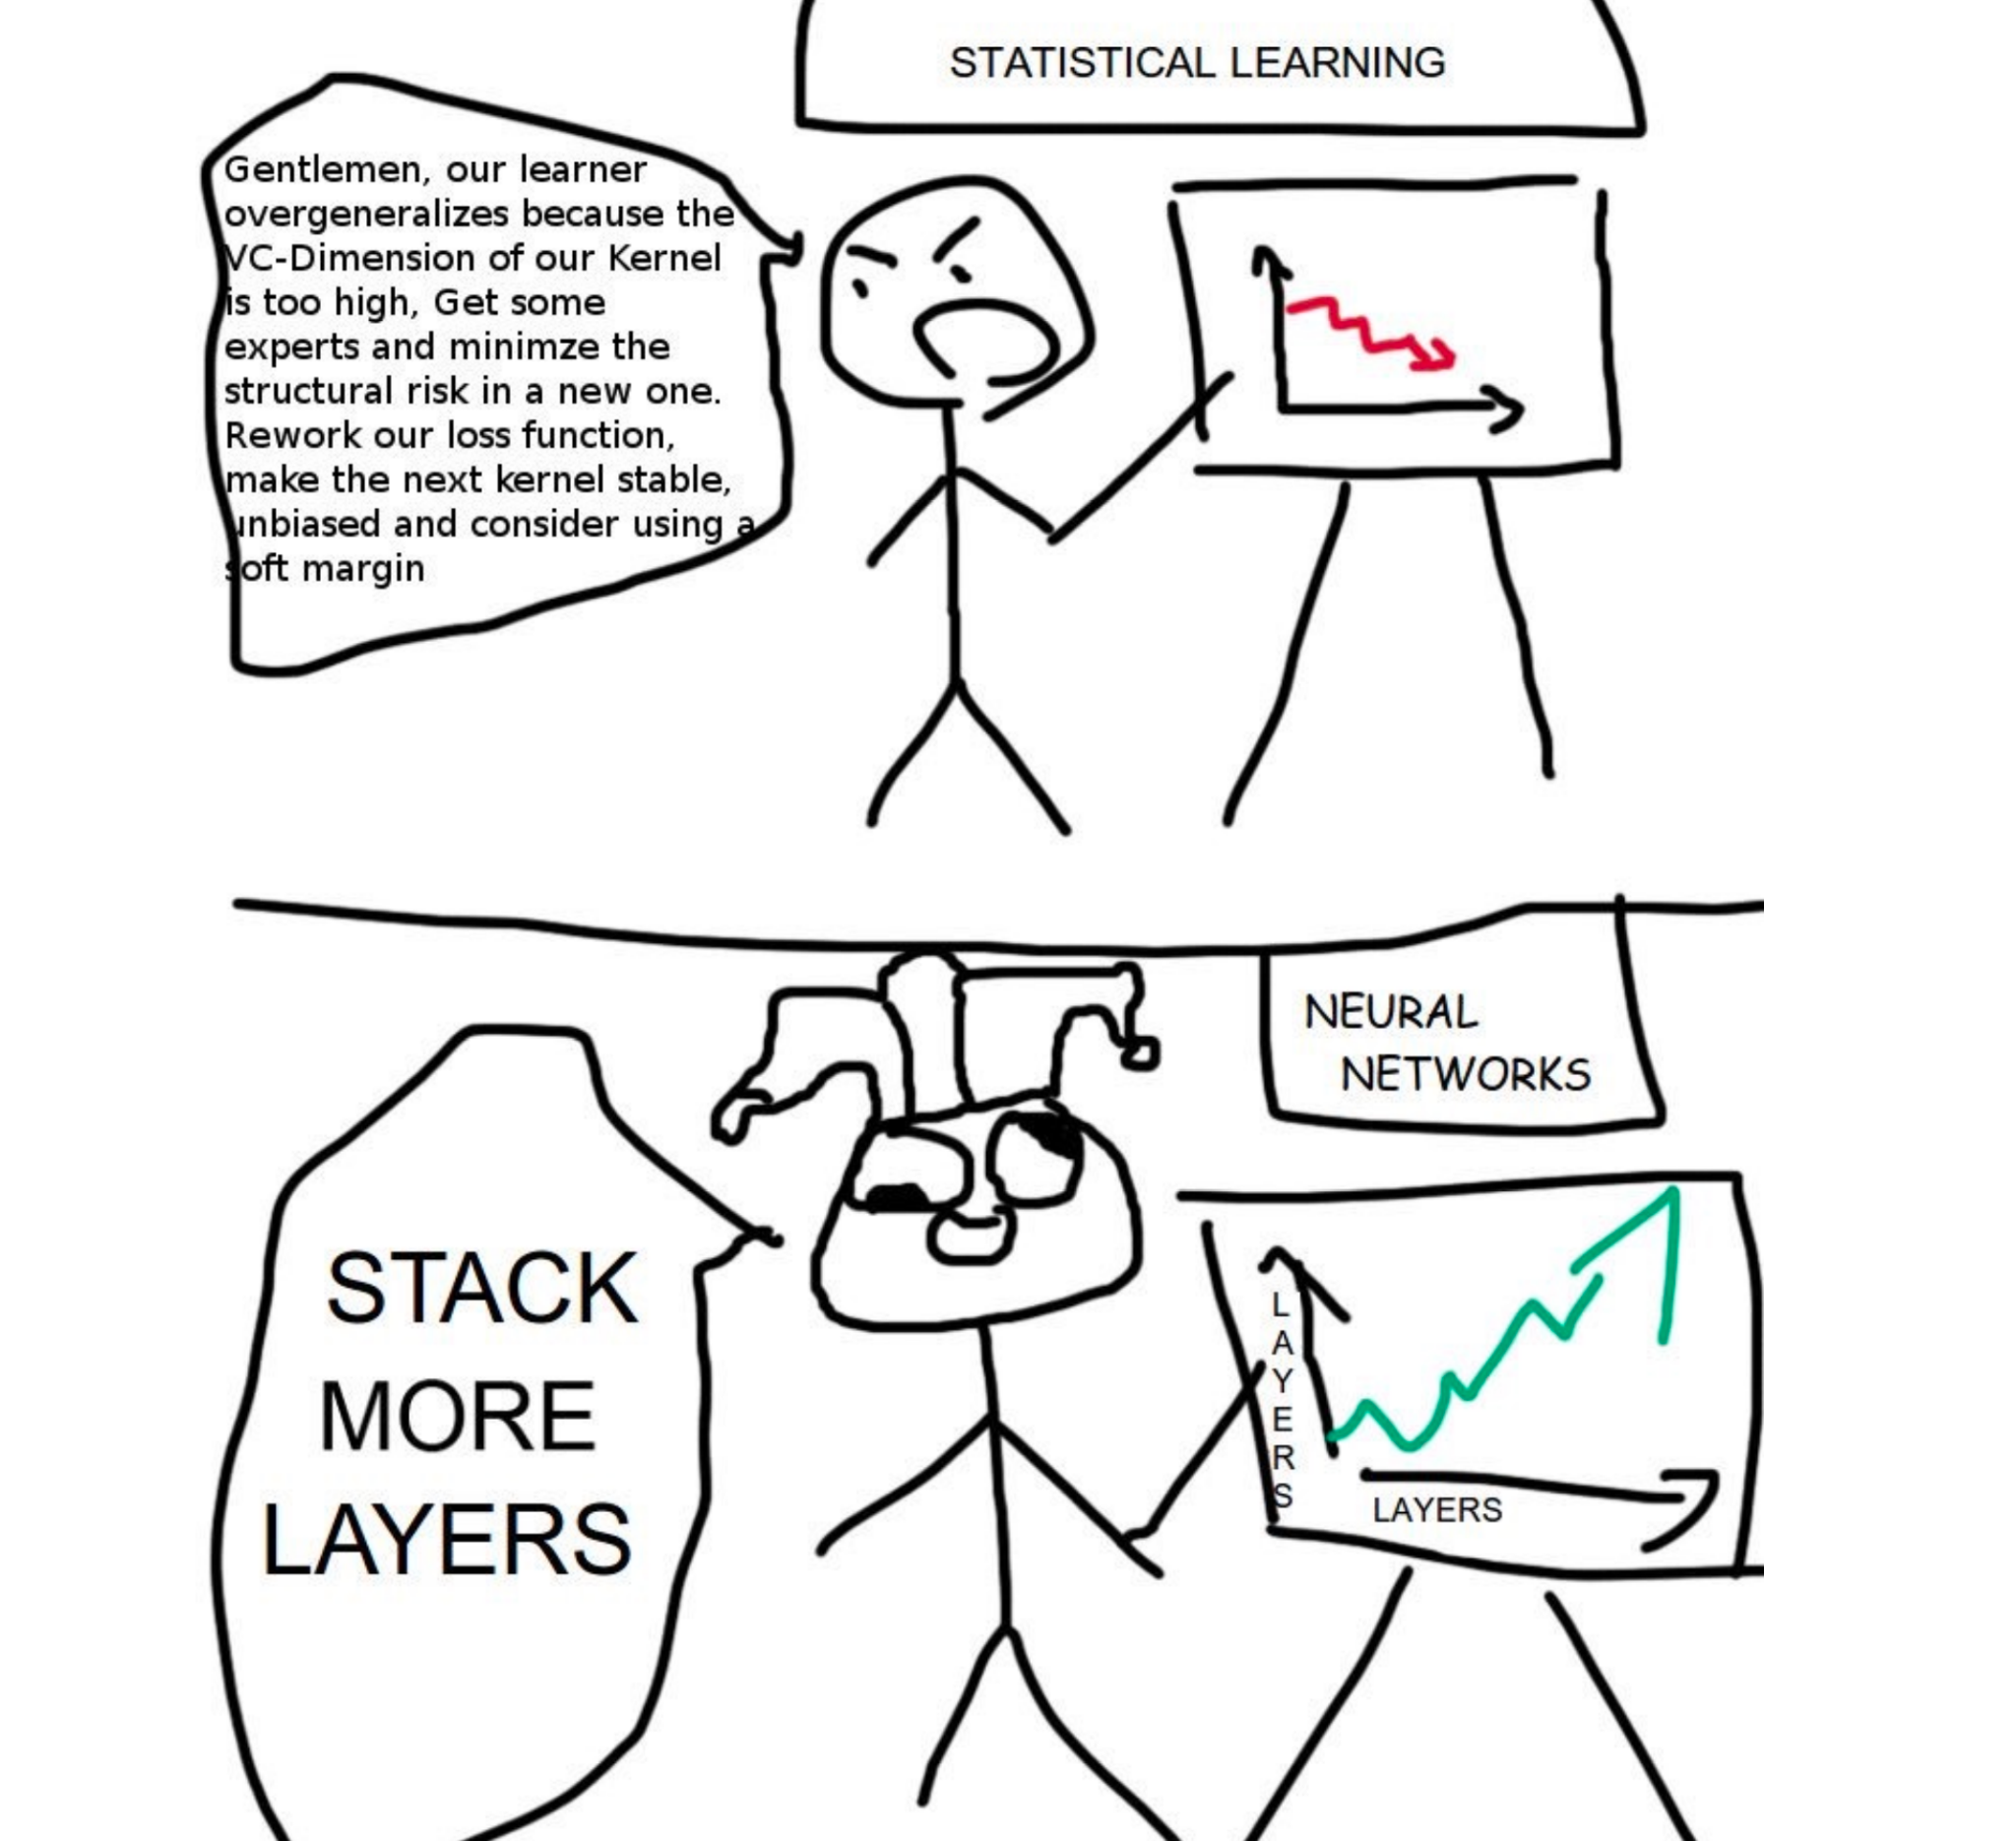 STATISTICAL LEARNING
Gentlemen, our learner
overgeneralizes because the
VC-Dimension of our Kernel
is too high, Get some
experts and minimze the
structural risk in a new one.
Rework our loss function,
make the next kernel stable,
unbiased and consider using a
soft margin
NEURAL
NETWORKS
STACK
MORE
LAYERS
LAYERS
LAYERS